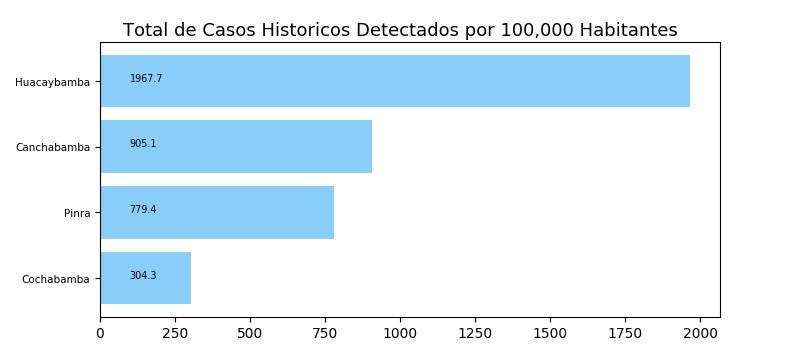 Total de Casos Historicos Detectados por 100,000 Habitantes
Huacaybamba
1967.7
Canchabamba
905.1
Pinra
779.4
Cochabamba
304.3
0 250 500 750 1000 1250 1500 1750 2000